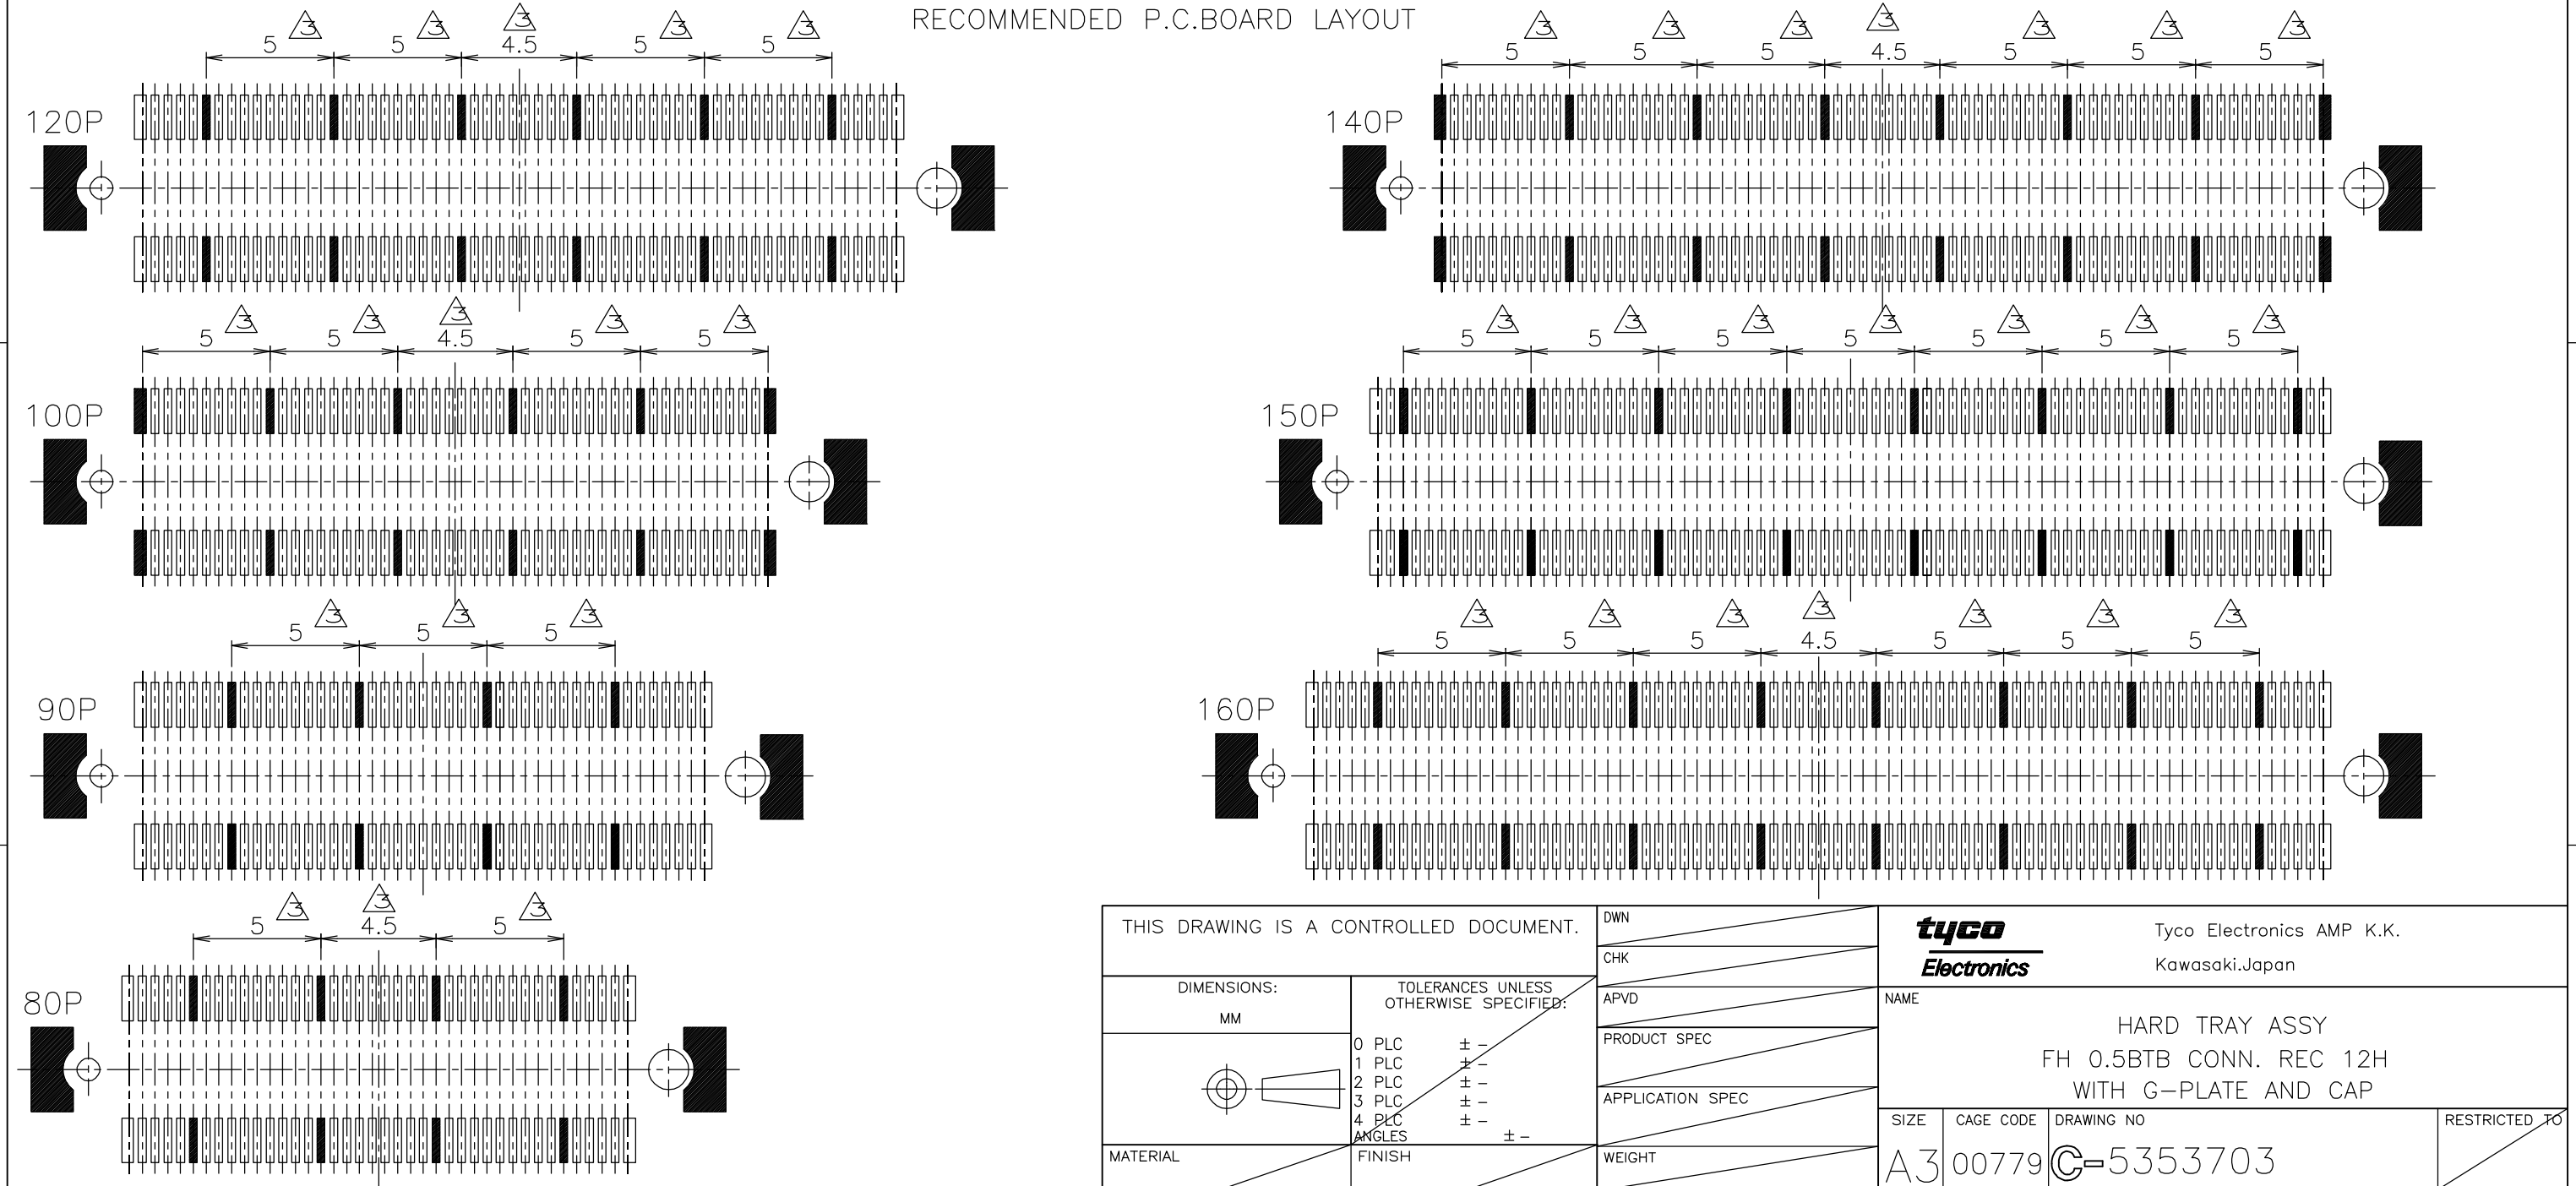 RECOMMENDED P.C.BOARD LAYOUT
120P
5 3 5 3 4.5 3 5 3 5 3
140P
5 3 5 3 5 3 4.5 3 5 3 5 3 5 3
100P
5 3 5 3 4.5 3 5 3 5 3
150P
5 3 5 3 5 3 5 3 5 3 5 3 5 3
90P
5 3 5 3 5 3
160P
5 3 5 3 5 3 4.5 3 5 3 5 3 5 3
80P
5 3 4.5 3 5 3
THIS DRAWING IS A CONTROLLED DOCUMENT.
DIMENSIONS:
MM
TOLERANCES UNLESS
OTHERWISE SPECIFIED:
0 PLC ± -
1 PLC ± -
2 PLC ± -
3 PLC ± -
4 PLC ± -
ANGLES ± -
MATERIAL
FINISH
DWN
CHK
APVD
PRODUCT SPEC
APPLICATION SPEC
WEIGHT
tyco
Electronics
Tyco Electronics AMP K.K.
Kawasaki.Japan
NAME
HARD TRAY ASSY
FH 0.5BTB CONN. REC 12H
WITH G-PLATE AND CAP
SIZE
A3
CAGE CODE
00779
DRAWING NO
C-5353703
RESTRICTED TO